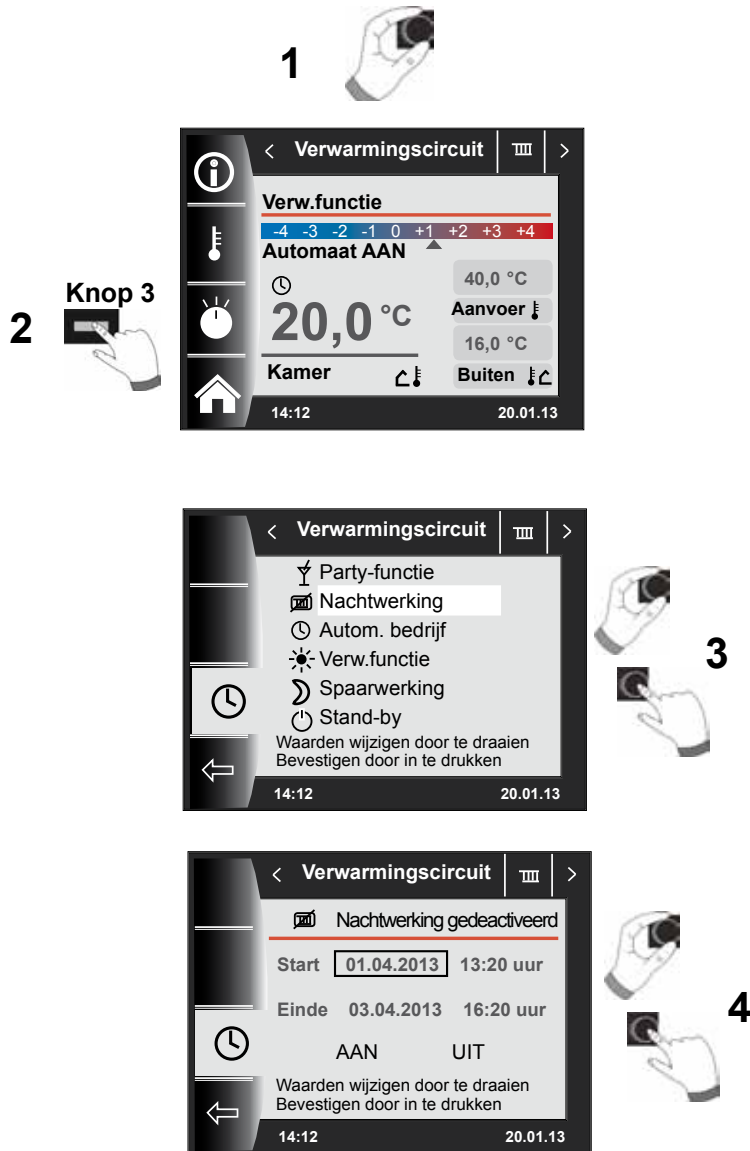 1
< Verwarmingscircuit >
Verw.functie
-4 -3 -2 -1 0 +1 +2 +3 +4
Automaat AAN
40,0 °C
Knop 3
20,0 °C
Aanvoer
2
16,0 °C
Kamer
Buiten
14:12 20.01.13
< Verwarmingscircuit >
Party-functie
Nachtwerking
Autom. bedrijf
Verw.functie
3
Spaarwerking
Stand-by
Waarden wijzigen door te draaien
Bevestigen door in te drukken
14:12 20.01.13
< Verwarmingscircuit >
Nachtwerking gedeactiveerd
Start 01.04.2013 13:20 uur
Einde 03.04.2013 16:20 uur
4
AAN UIT
Waarden wijzigen door te draaien
Bevestigen door in te drukken
14:12 20.01.13